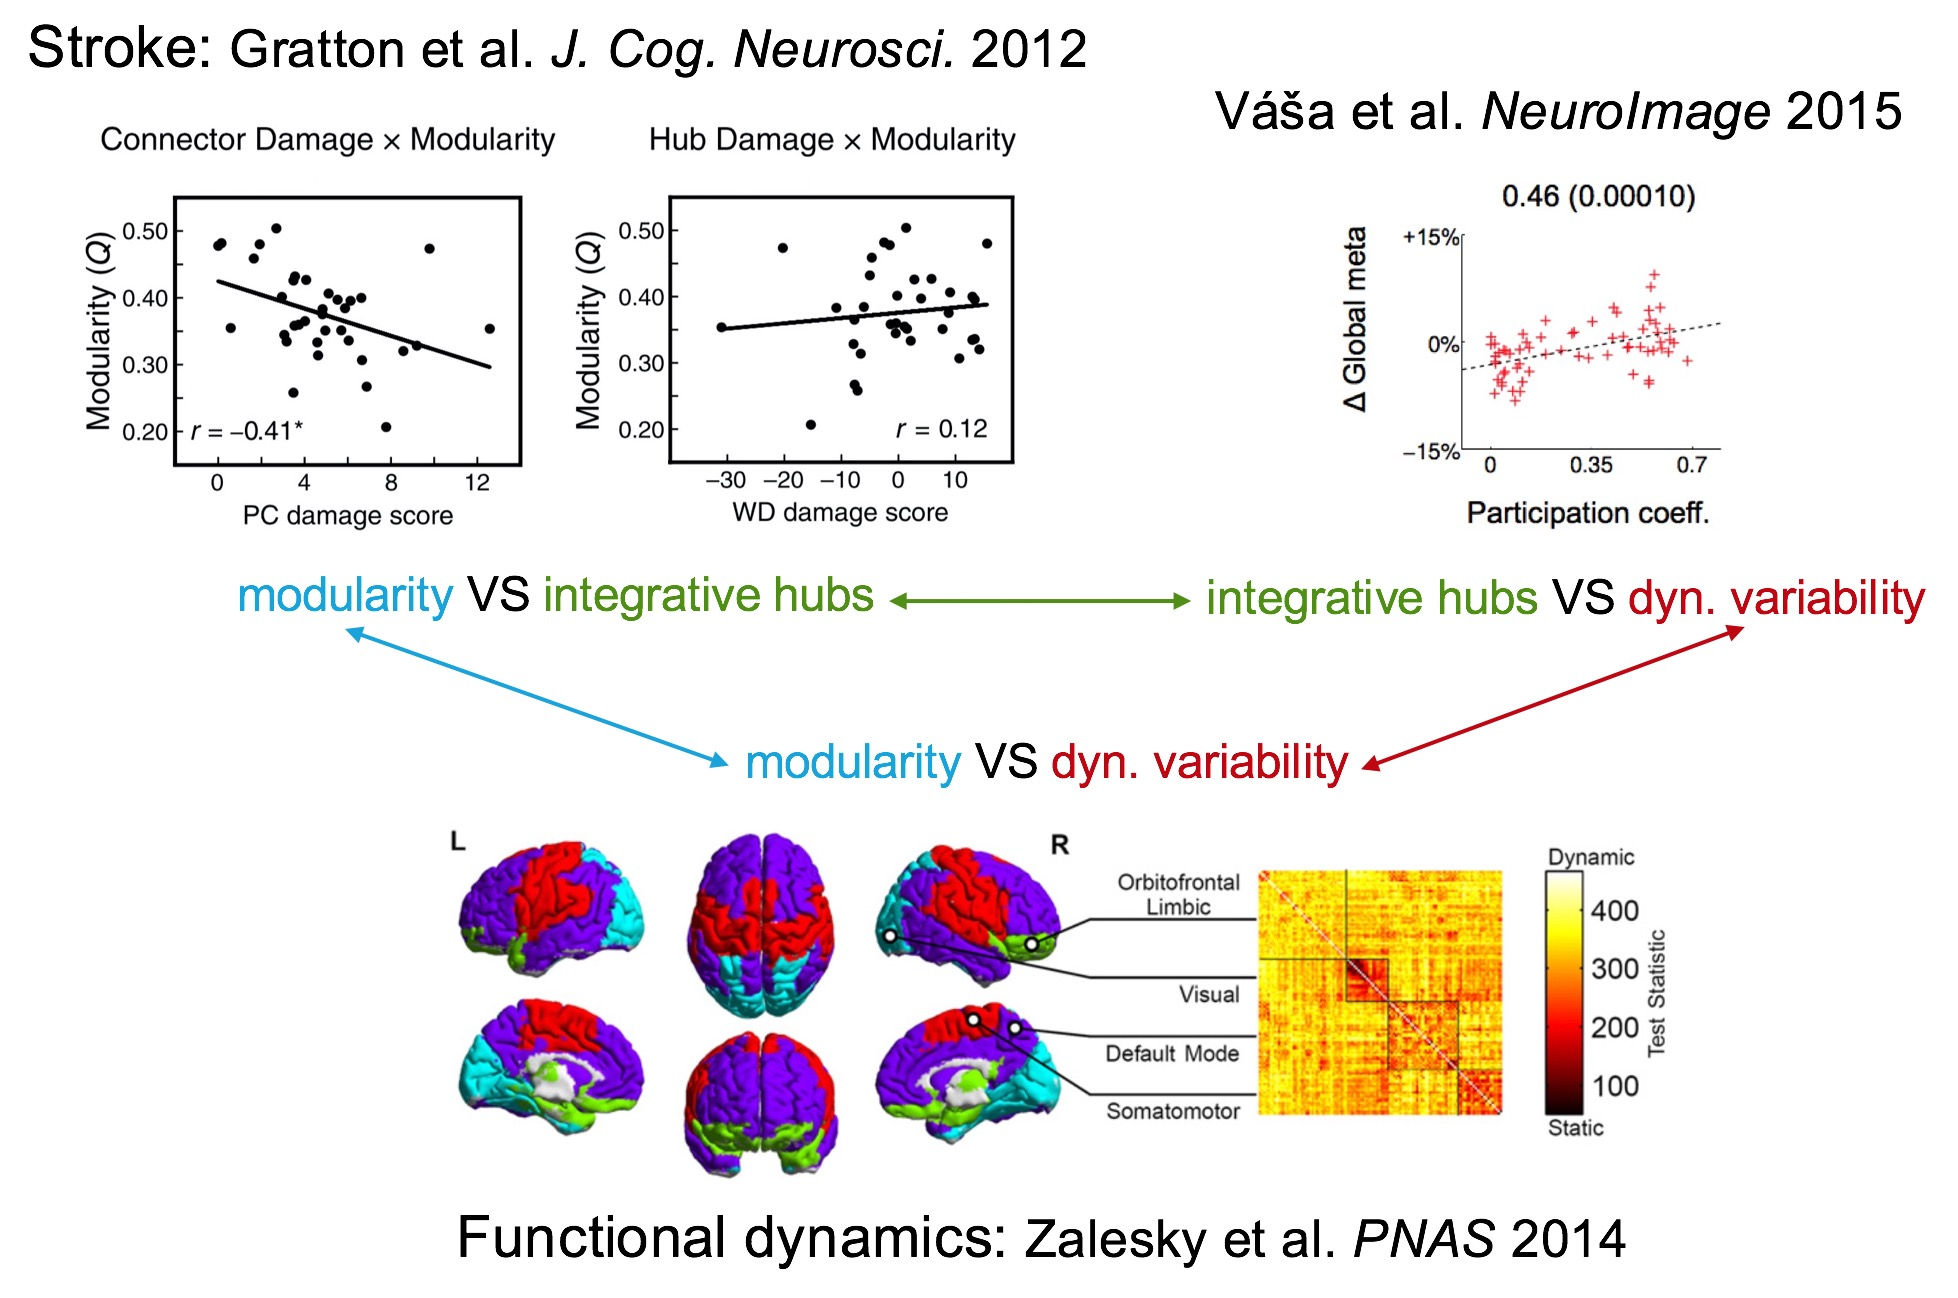 Stroke: Gratton et al. J. Cog. Neurosci. 2012
Váša et al. NeuroImage 2015
Connector Damage × Modularity
Modularity (Q)
0.50
0.40
0.30
0.20
r = −0.41*
0 4 8 12
PC damage score
Hub Damage × Modularity
Modularity (Q)
0.50
0.40
0.30
0.20
r = 0.12
−30 −20 −10 0 10
WD damage score
0.46 (0.00010)
Δ Global meta
+15%
0%
−15%
0 0.35 0.7
Participation coeff.
modularity VS integrative hubs
integrative hubs VS dyn. variability
modularity VS dyn. variability
L
R
Orbitofrontal
Limbic
Visual
Default Mode
Somatomotor
Dynamic
400
300
200
100
Static
Test Statistic
Functional dynamics: Zalesky et al. PNAS 2014